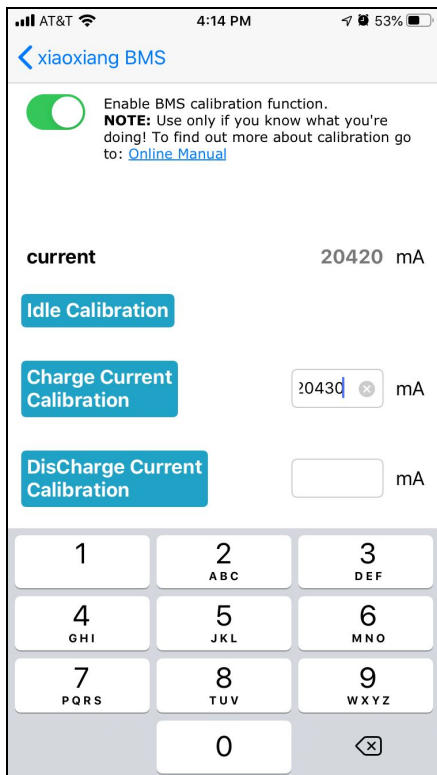 AT&T 4:14 PM 53%
xiaoxiang BMS
Enable BMS calibration function.
NOTE: Use only if you know what you're
doing! To find out more about calibration go
to: Online Manual
current 20420 mA
Idle Calibration
Charge Current
Calibration
20430 mA
DisCharge Current
Calibration
mA
1 2 3
ABC DEF
4 5 6
GHI JKL MNO
7 8 9
PQRS TUV WXYZ
0